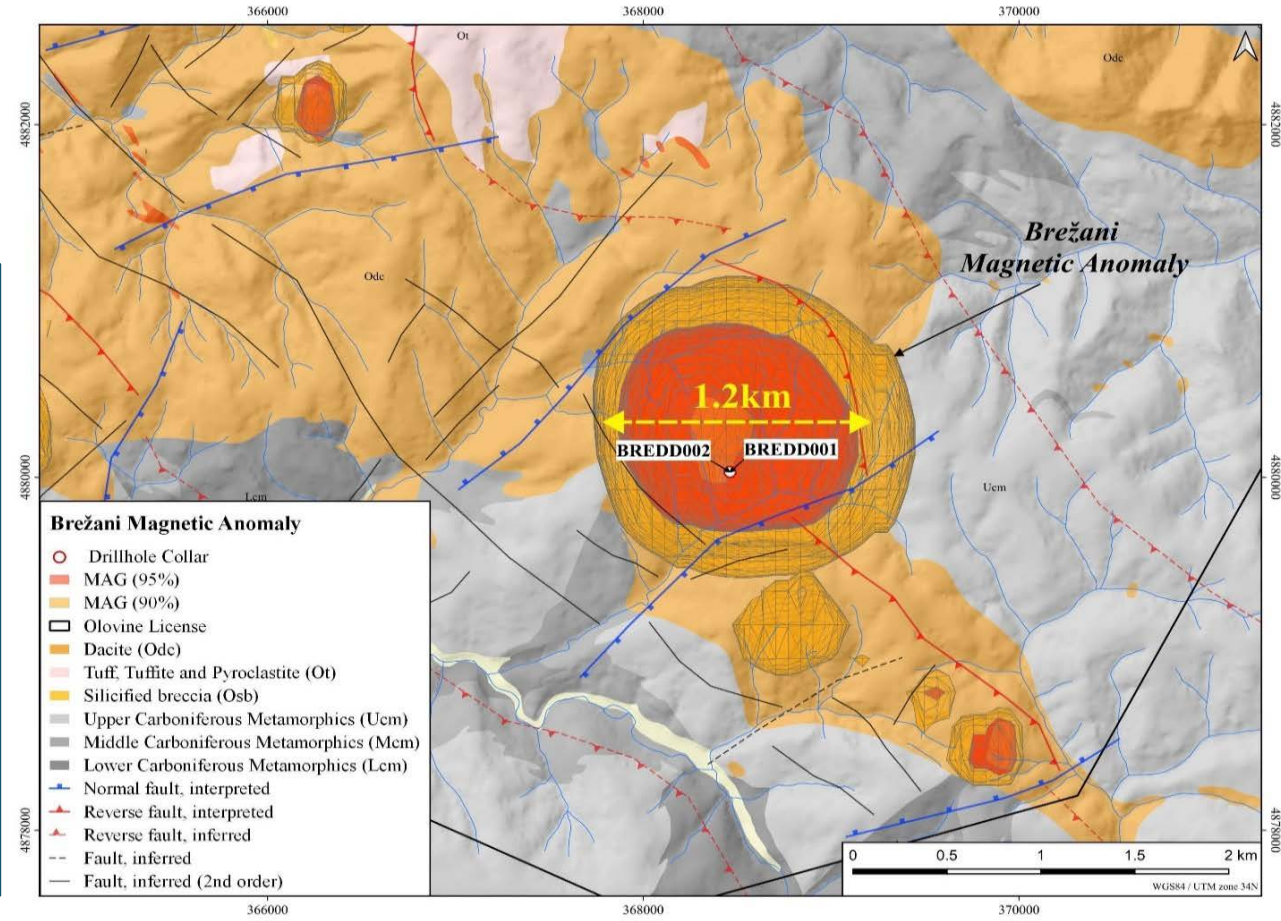 366000
368000
370000
Ot
Odc
4882000
4882000
Brežani
Magnetic Anomaly
Odc
1.2km
BREDD002
BREDD001
4880000
4880000
Ucm
Lcm
Brežani Magnetic Anomaly
Drillhole Collar
MAG (95%)
MAG (90%)
Olovine License
Dacite (Odc)
Tuff, Tuffite and Pyroclastite (Ot)
Silicified breccia (Osb)
Upper Carboniferous Metamorphics (Ucm)
Middle Carboniferous Metamorphics (Mcm)
Lower Carboniferous Metamorphics (Lcm)
Normal fault, interpreted
Reverse fault, interpreted
Reverse fault, inferred
Fault, inferred
Fault, inferred (2nd order)
4878000
4878000
0 0.5 1 1.5 2 km
WGS84 / UTM zone 34N
366000
368000
370000